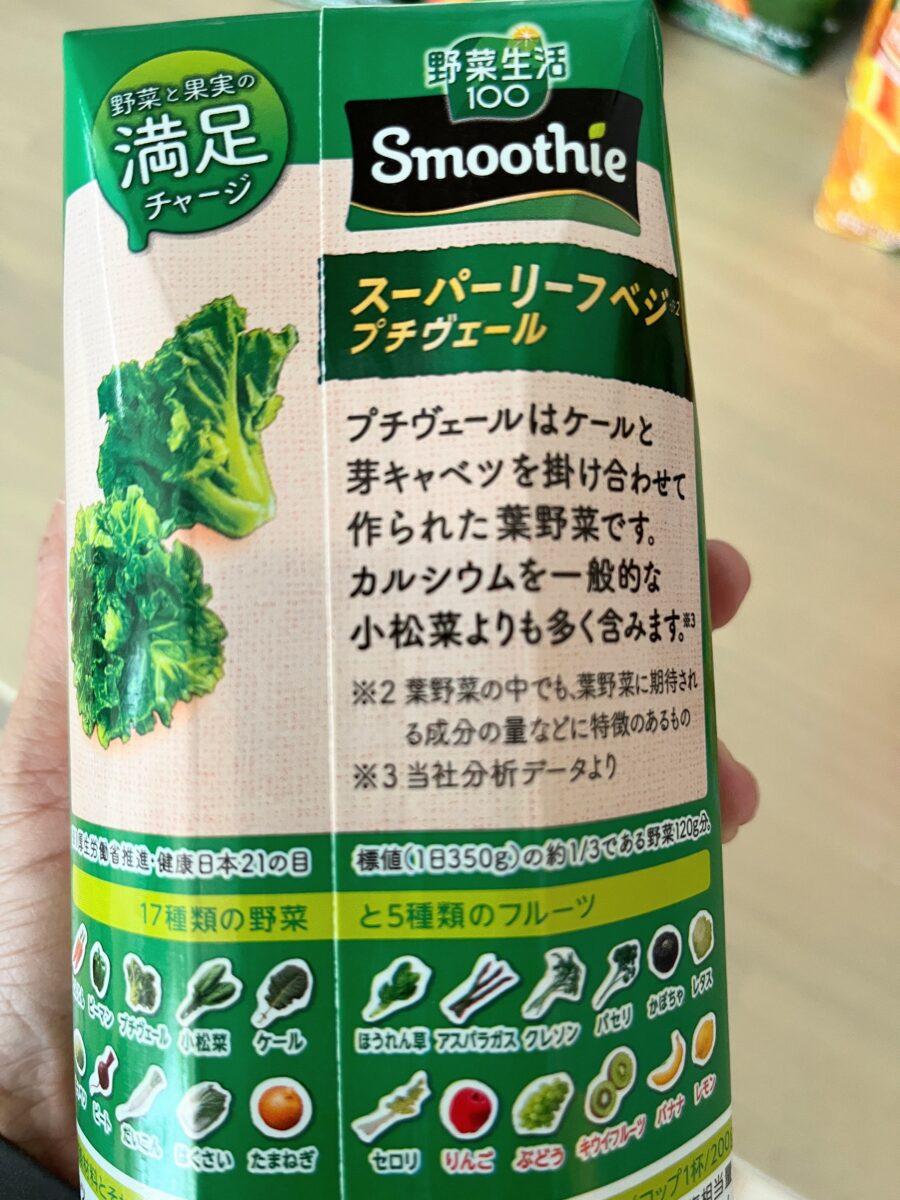 野菜と果実の
満足
チャージ
野菜生活
100
Smoothie
スーパーリーフベジ※2
プチヴェール
プチヴェールはケールと
芽キャベツを掛け合わせて
作られた葉野菜です。
カルシウムを一般的な
小松菜よりも多く含みます。※3
※2 葉野菜の中でも、葉野菜に期待され
る成分の量などに特徴のあるもの
※3 当社分析データより
厚生労働省推進・健康日本21の目標値(1日350g)の約1/3である野菜120g分。
17種類の野菜と5種類のフルーツ
ピーマン プチヴェール 小松菜 ケール ほうれん草 アスパラガス クレソン パセリ かぼちゃ レタス
ビート だいこん はくさい たまねぎ セロリ りんご ぶどう キウイフルーツ バナナ レモン
コップ1杯/200
相当量